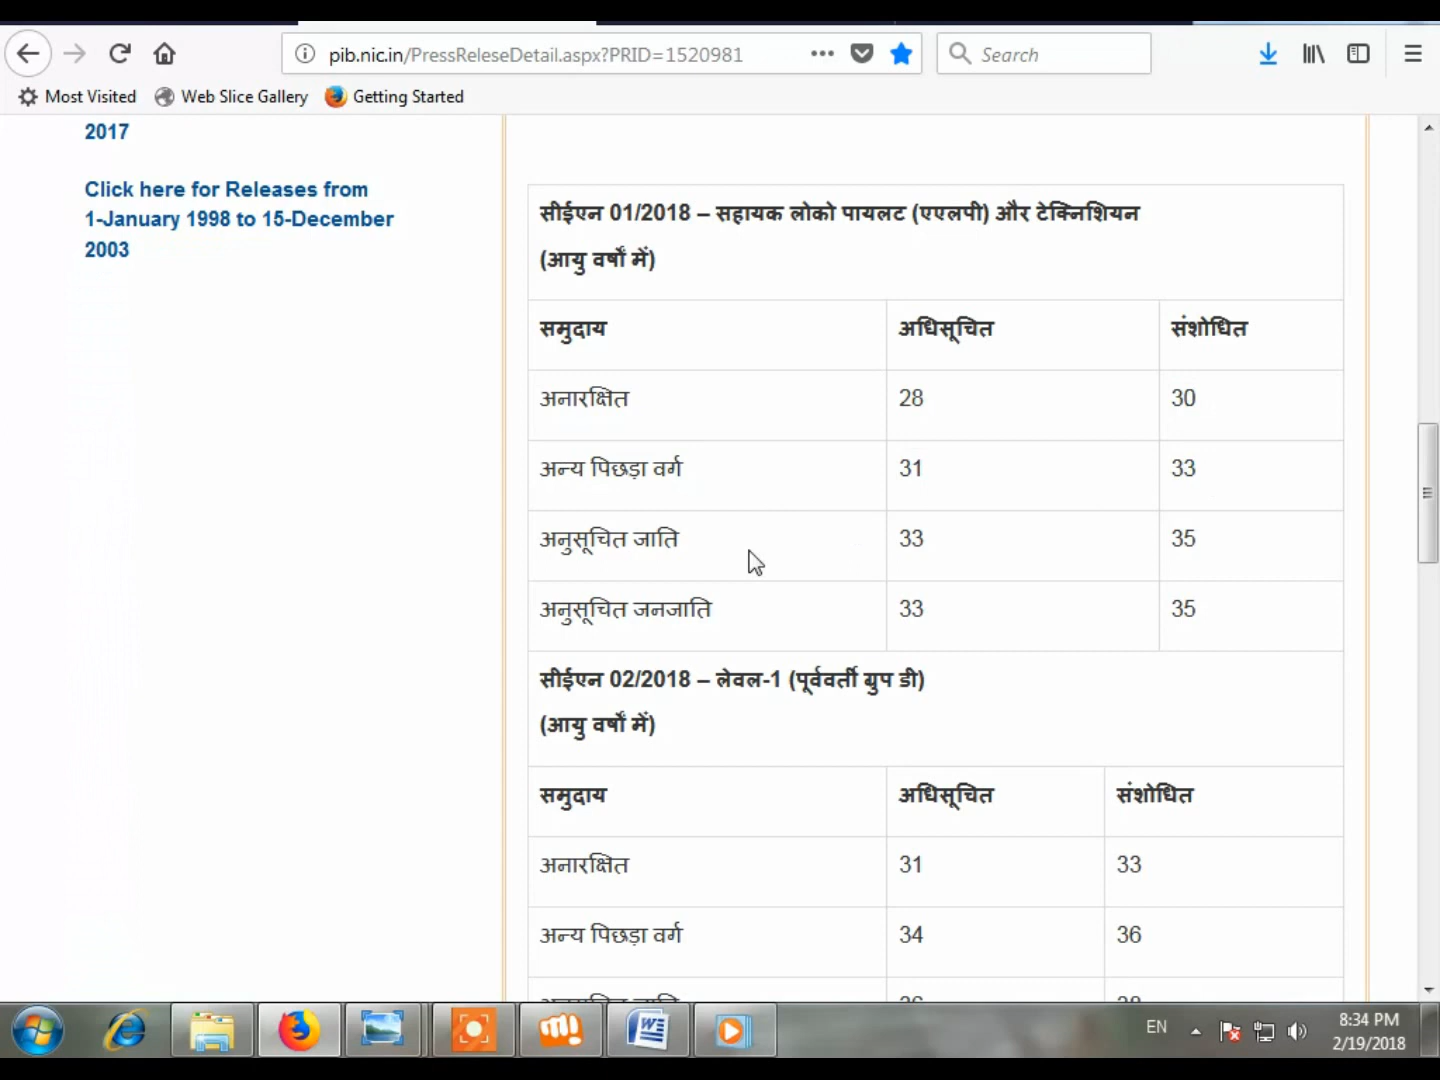 pib.nic.in/PressReleseDetail.aspx?PRID=1520981
Search
Most Visited Web Slice Gallery Getting Started
2017
Click here for Releases from
1-January 1998 to 15-December
2003
सीईएन 01/2018 – सहायक लोको पायलट (एएलपी) और टेक्निशियन
(आयु वर्षों में)
समुदाय अधिसूचित संशोधित
अनारक्षित 28 30
अन्य पिछड़ा वर्ग 31 33
अनुसूचित जाति 33 35
अनुसूचित जनजाति 33 35
सीईएन 02/2018 – लेवल-1 (पूर्ववर्ती ग्रुप डी)
(आयु वर्षों में)
समुदाय अधिसूचित संशोधित
अनारक्षित 31 33
अन्य पिछड़ा वर्ग 34 36
EN
8:34 PM
2/19/2018